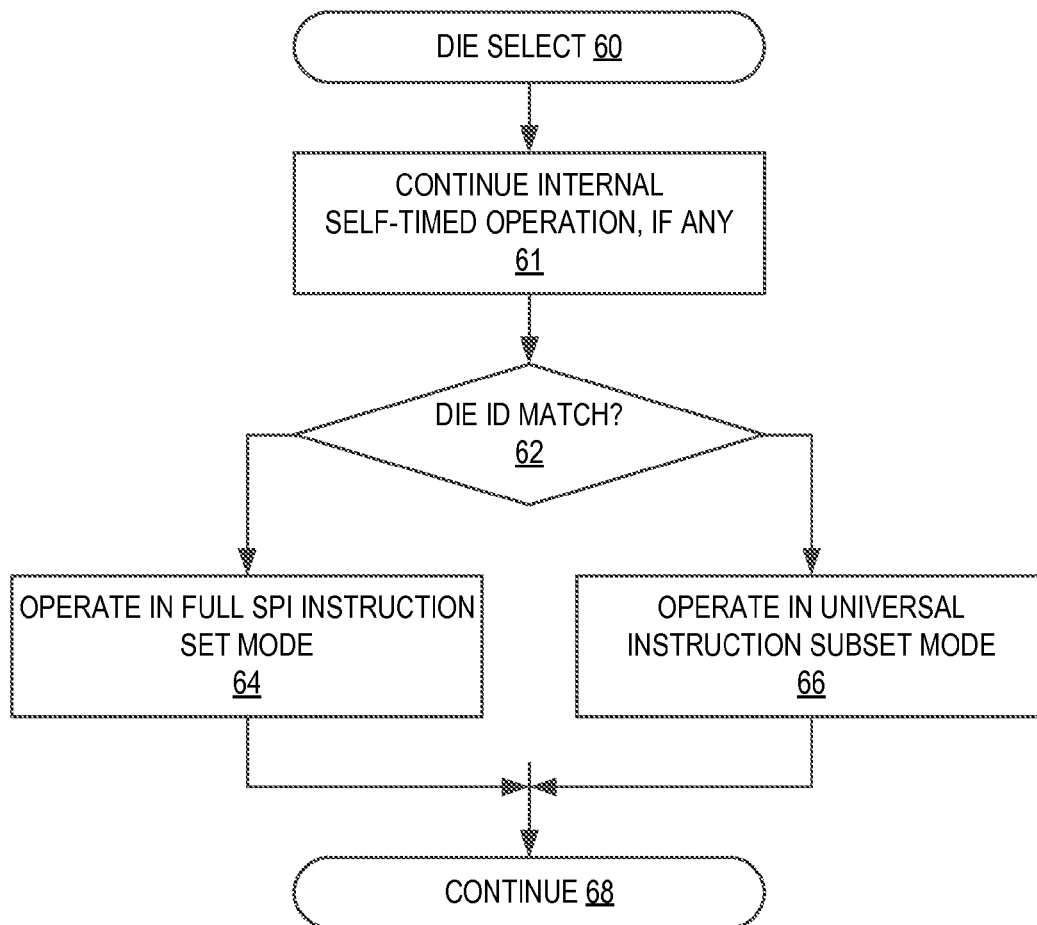 DIE SELECT 60
CONTINUE INTERNAL
SELF-TIMED OPERATION, IF ANY
61
DIE ID MATCH?
62
OPERATE IN FULL SPI INSTRUCTION
SET MODE
64
OPERATE IN UNIVERSAL
INSTRUCTION SUBSET MODE
66
CONTINUE 68